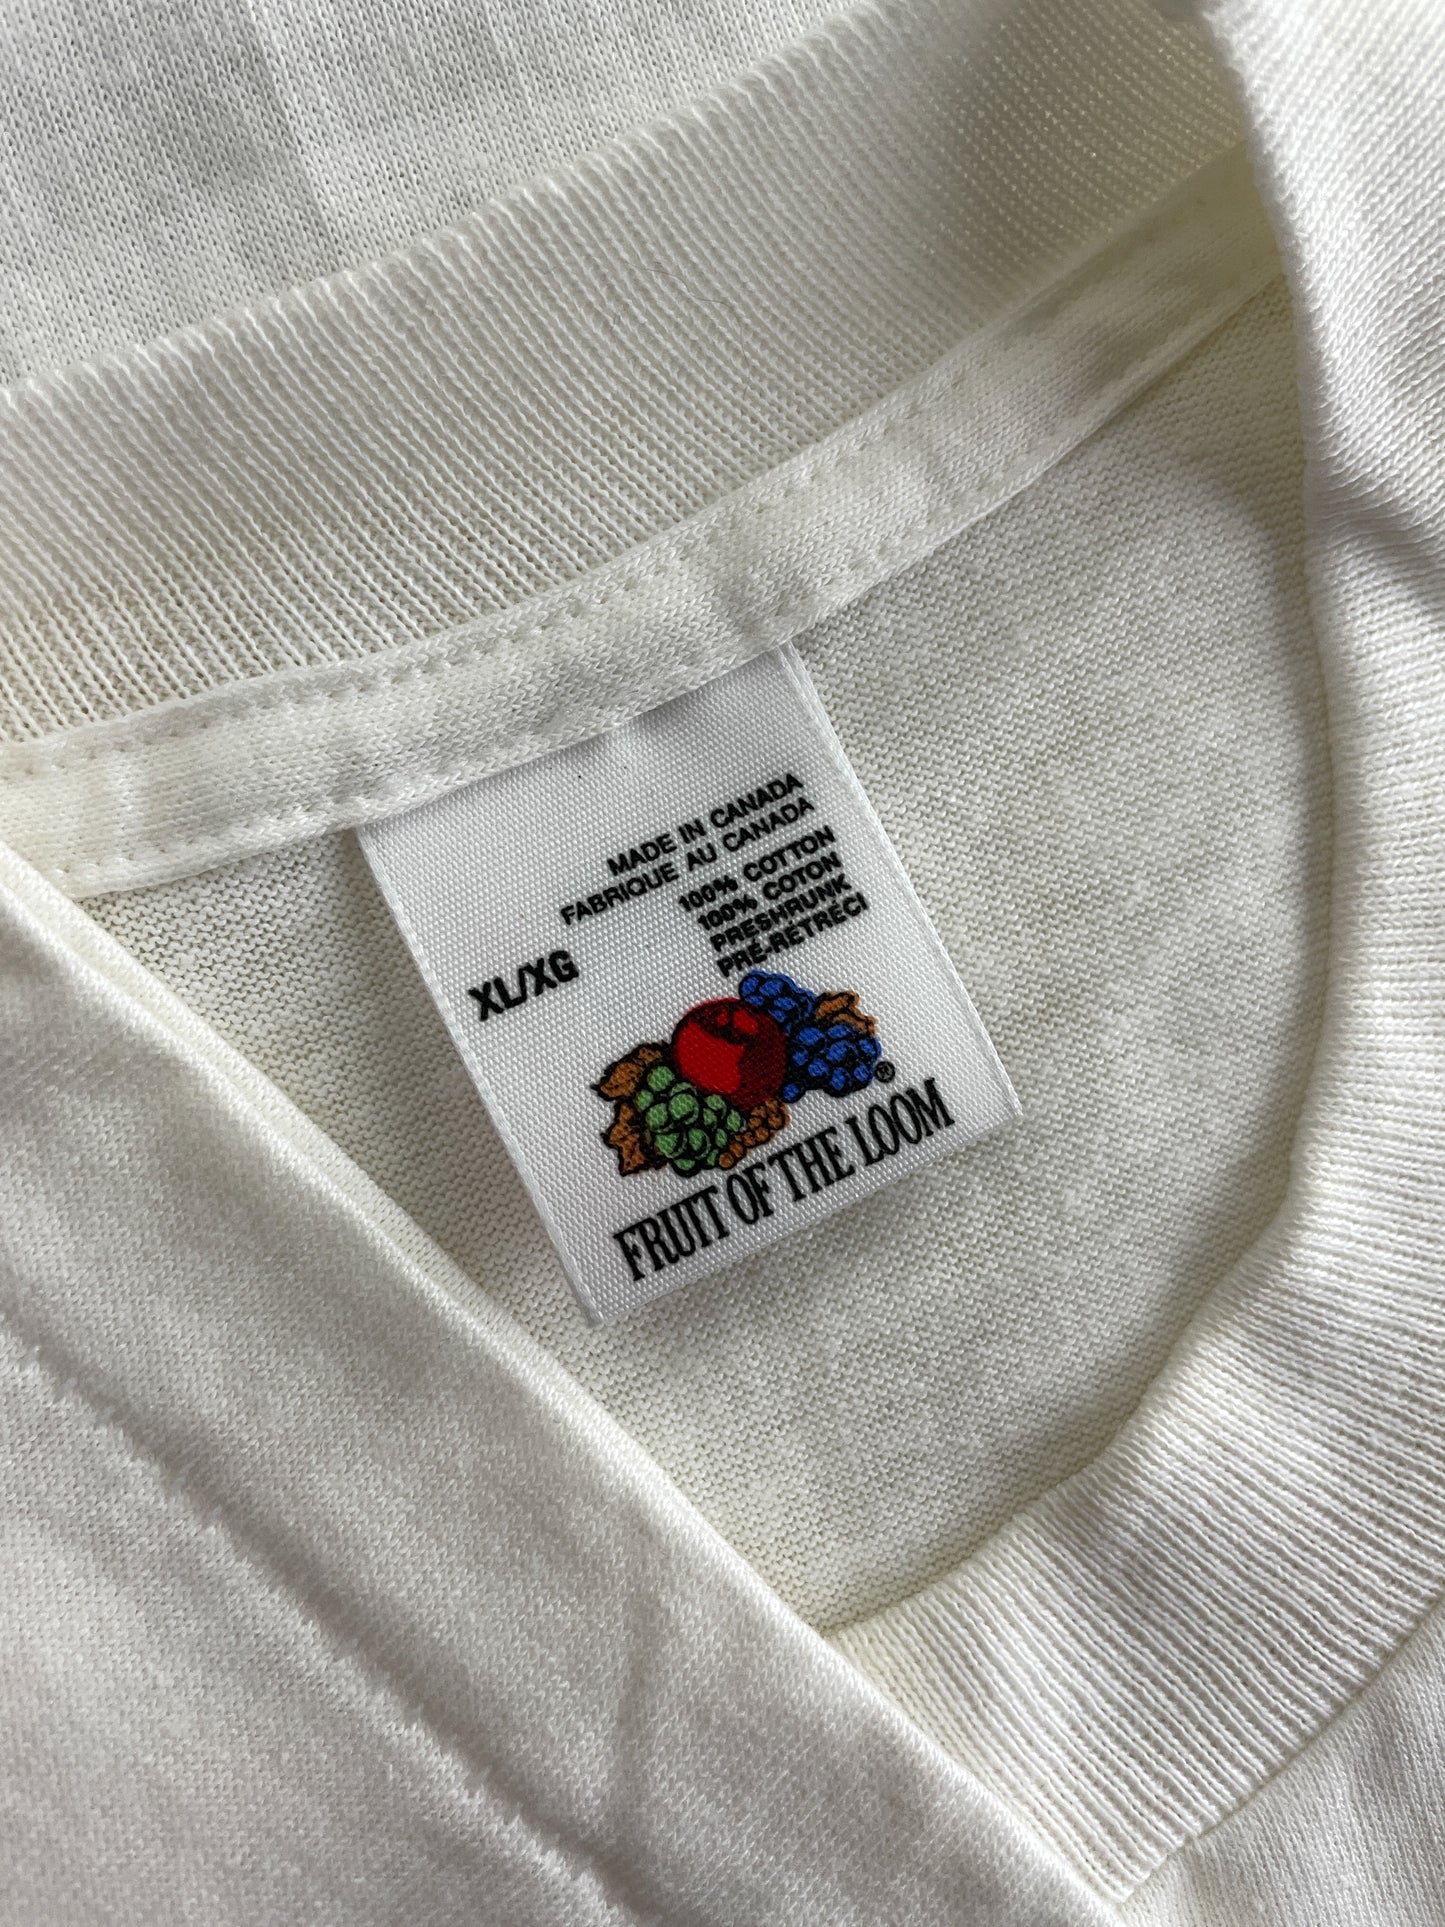 MADE IN CANADA
FABRIQUE AU CANADA
100% COTTON
100% COTON
PRESHRUNK
PRÉ-RÉTRÉCI
XL/XG
®
FRUIT OF THE LOOM